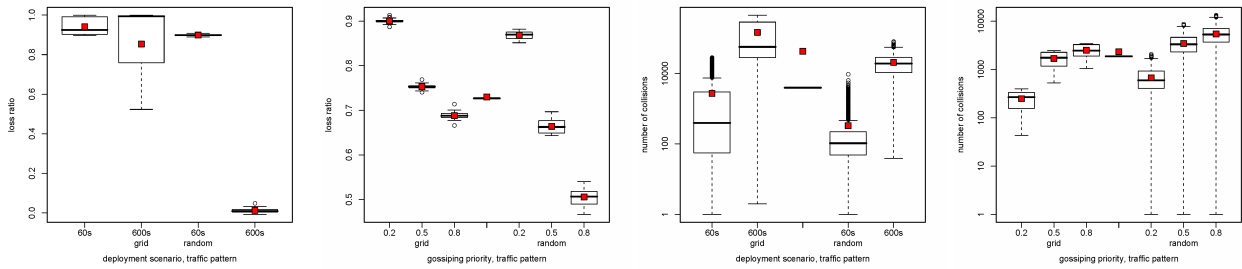 loss ratio
1.0
0.8
0.6
0.4
0.2
0.0
60s 600s 60s 600s
grid random
deployment scenario, traffic pattern
loss ratio
0.9
0.8
0.7
0.6
0.5
0.2 0.5 0.8 0.2 0.5 0.8
grid random
gossiping priority, traffic pattern
number of collisions
10000
100
1
60s 600s 60s 600s
grid random
deployment scenario, traffic pattern
number of collisions
10000
1000
100
10
1
0.2 0.5 0.8 0.2 0.5 0.8
grid random
gossiping priority, traffic pattern